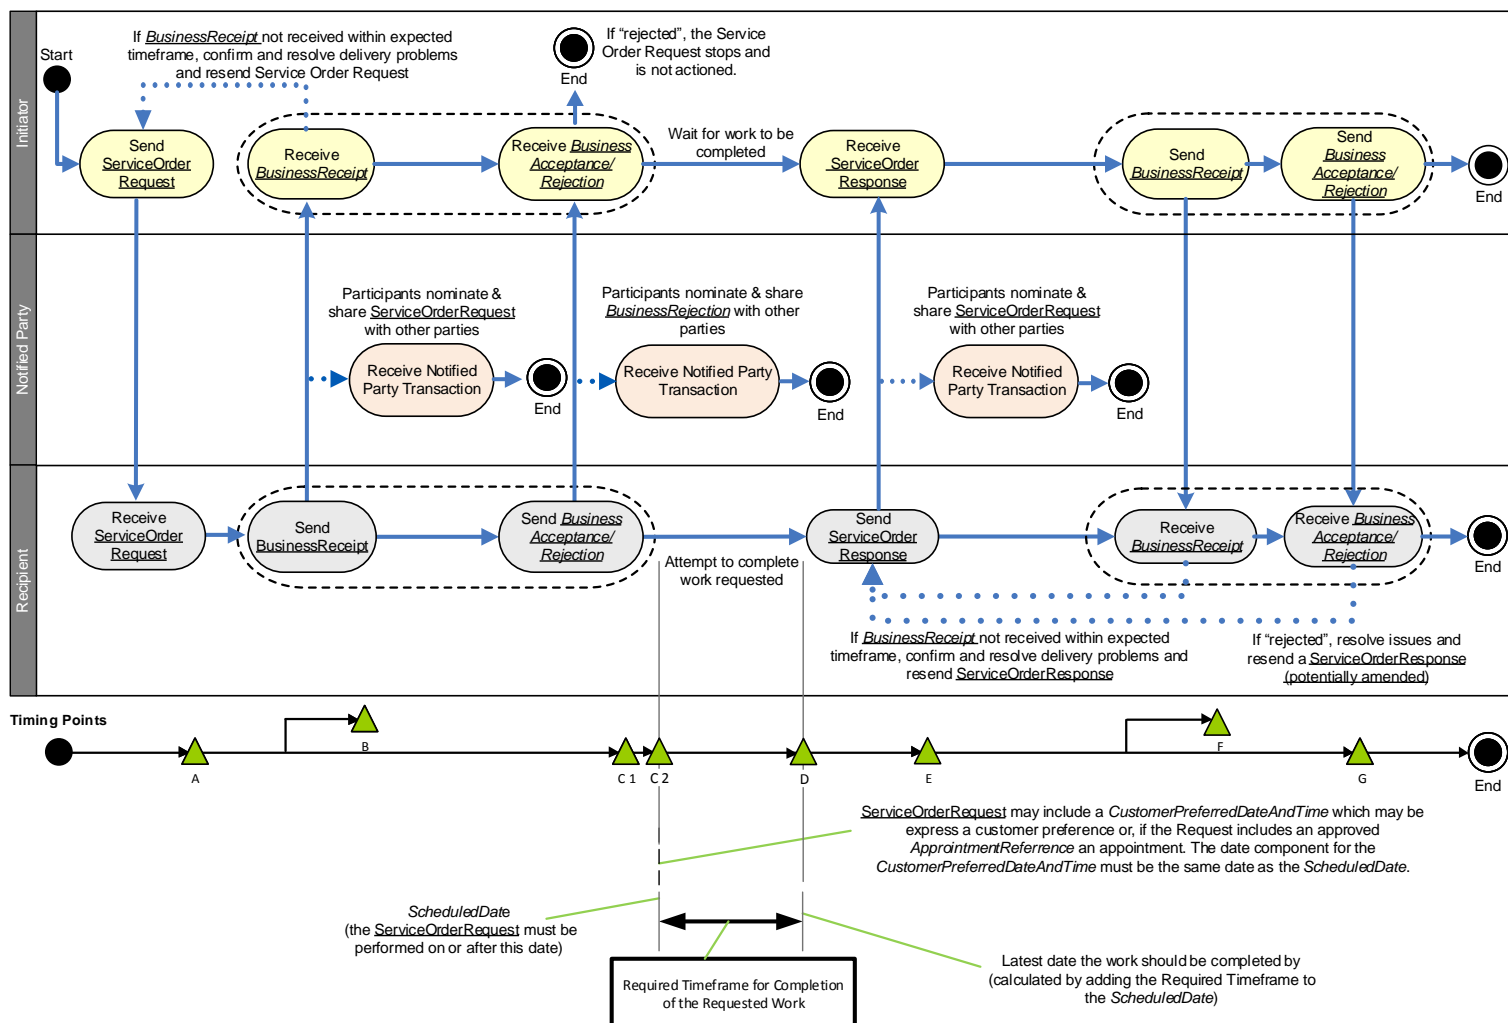 If BusinessReceipt not received within expected
timeframe, confirm and resolve delivery problems
and resend Service Order Request
Start
If “rejected”, the Service
Order Request stops and
is not actioned.
End
Initiator
Send
ServiceOrder
Request
Receive
BusinessReceipt
Receive Business
Acceptance/
Rejection
Wait for work to be
completed
Receive
ServiceOrder
Response
Send
BusinessReceipt
Send
Business
Acceptance/
Rejection
End
Notified Party
Participants nominate &
share ServiceOrderRequest
with other parties
Receive Notified
Party Transaction
End
Participants nominate & share
BusinessRejection with other
parties
Receive Notified Party
Transaction
End
Participants nominate &
share ServiceOrderRequest
with other parties
Receive Notified
Party Transaction
End
Recipient
Receive
ServiceOrder
Request
Send
BusinessReceipt
Send Business
Acceptance/
Rejection
Attempt to complete
work requested
Send
ServiceOrder
Response
Receive
BusinessReceipt
Receive Business
Acceptance/
Rejection
End
If BusinessReceipt not received within expected
timeframe, confirm and resolve delivery problems and
resend ServiceOrderResponse
If “rejected”, resolve issues and
resend a ServiceOrderResponse
(potentially amended)
Timing Points
A
B
C 1
C 2
D
E
F
G
End
ServiceOrderRequest may include a CustomerPreferredDateAndTime which may be
express a customer preference or, if the Request includes an approved
AppointmentReferrence an appointment. The date component for the
CustomerPreferredDateAndTime must be the same date as the ScheduledDate.
ScheduledDate
(the ServiceOrderRequest must be
performed on or after this date)
Latest date the work should be completed by
(calculated by adding the Required Timeframe to
the ScheduledDate)
Required Timeframe for Completion
of the Requested Work